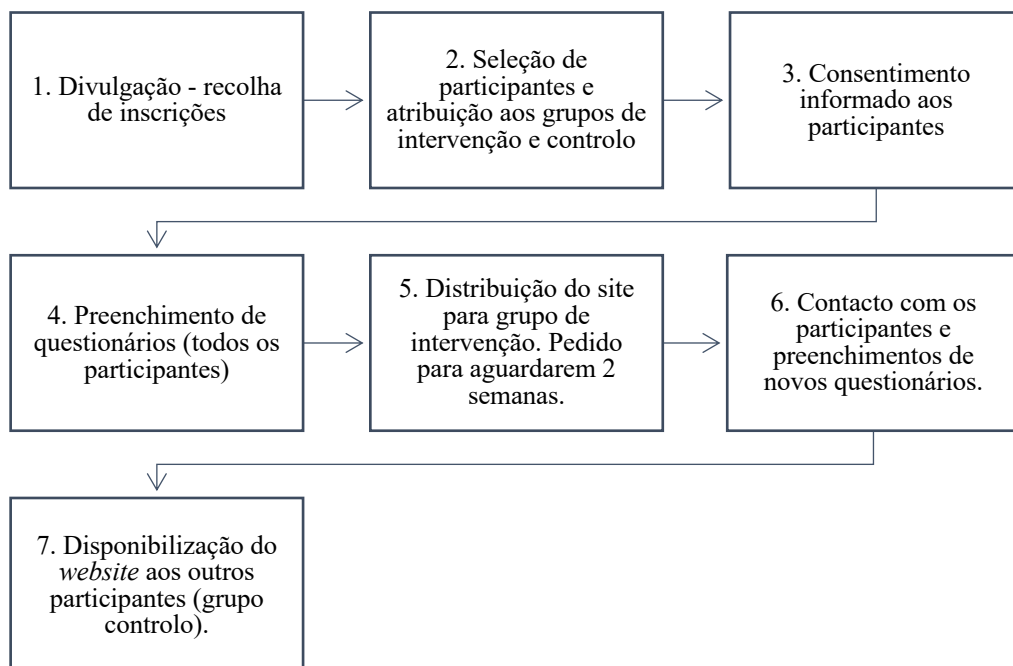 1. Divulgação - recolha
de inscrições
2. Seleção de
participantes e
atribuição aos grupos de
intervenção e controlo
3. Consentimento
informado aos
participantes
4. Preenchimento de
questionários (todos os
participantes)
5. Distribuição do site
para grupo de
intervenção. Pedido
para aguardarem 2
semanas.
6. Contacto com os
participantes e
preenchimentos de
novos questionários.
7. Disponibilização do
website aos outros
participantes (grupo
controlo).